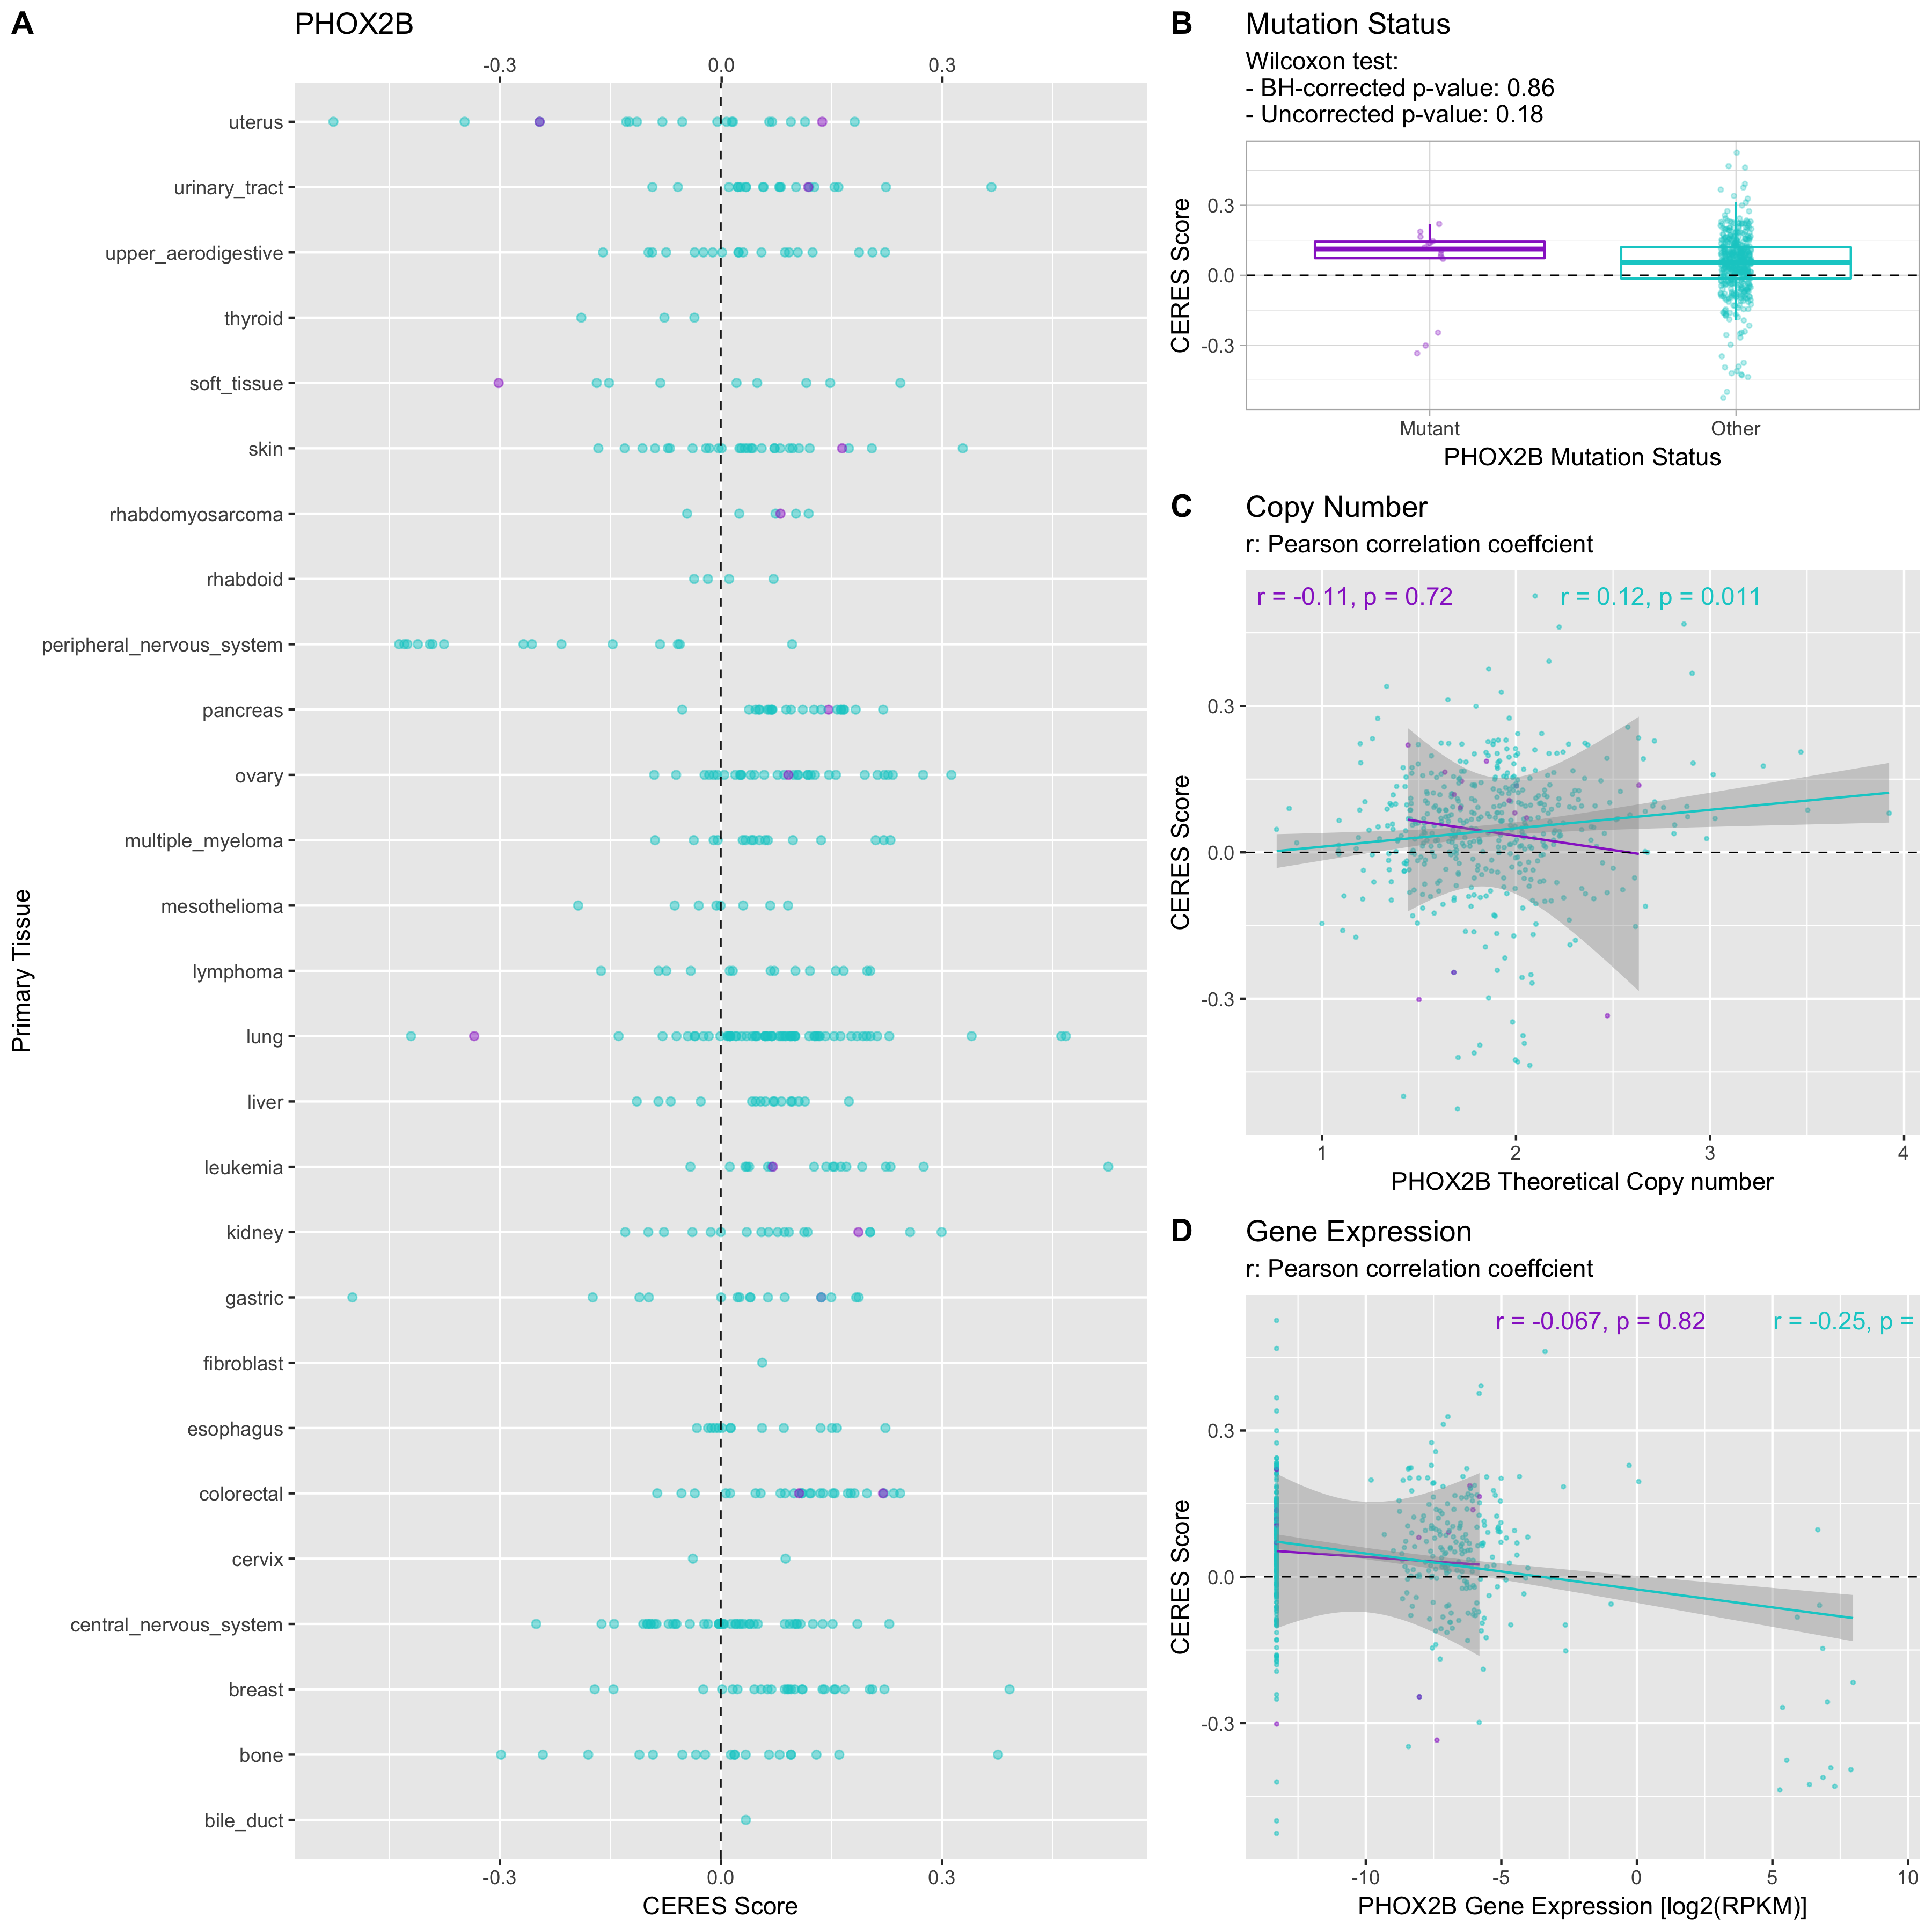 A
PHOX2B
-0.3 0.0 0.3
uterus
urinary_tract
upper_aerodigestive
thyroid
soft_tissue
skin
rhabdomyosarcoma
rhabdoid
peripheral_nervous_system
pancreas
ovary
multiple_myeloma
mesothelioma
lymphoma
lung
liver
leukemia
kidney
gastric
fibroblast
esophagus
colorectal
cervix
central_nervous_system
breast
bone
bile_duct
Primary Tissue
-0.3 0.0 0.3
CERES Score
B
Mutation Status
Wilcoxon test:
- BH-corrected p-value: 0.86
- Uncorrected p-value: 0.18
CERES Score
0.3
0.0
-0.3
Mutant Other
PHOX2B Mutation Status
C
Copy Number
r: Pearson correlation coeffcient
r = -0.11, p = 0.72
r = 0.12, p = 0.011
CERES Score
0.3
0.0
-0.3
1 2 3 4
PHOX2B Theoretical Copy number
D
Gene Expression
r: Pearson correlation coeffcient
r = -0.067, p = 0.82
r = -0.25, p =
CERES Score
0.3
0.0
-0.3
-10 -5 0 5 10
PHOX2B Gene Expression [log2(RPKM)]